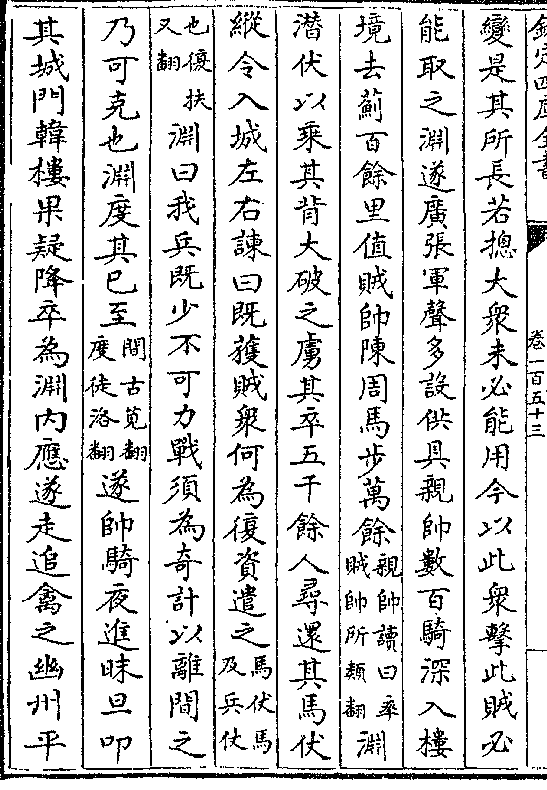 欽定四庫全書
卷一百五十三
變是其所長若摠大衆未必能用今以此衆擊此賊必
能取之淵遂廣張軍聲多設供具親帥數百騎深入樓
境去薊百餘里值賊帥陳周馬步萬餘親帥讀曰率賊帥所類翻淵
潜伏以乘其背大破之虜其卒五千餘人尋還其馬伏
縱令入城左右諫曰既獲賊衆何為復資遣之馬伏馬及兵仗
也復扶又翻淵曰我兵既少不可力戰須為奇計以離間之
乃可克也淵度其已至間古莧翻度徒洛翻遂帥騎夜進昧旦叩
其城門韓樓果疑降卒為淵内應遂走追禽之幽州平